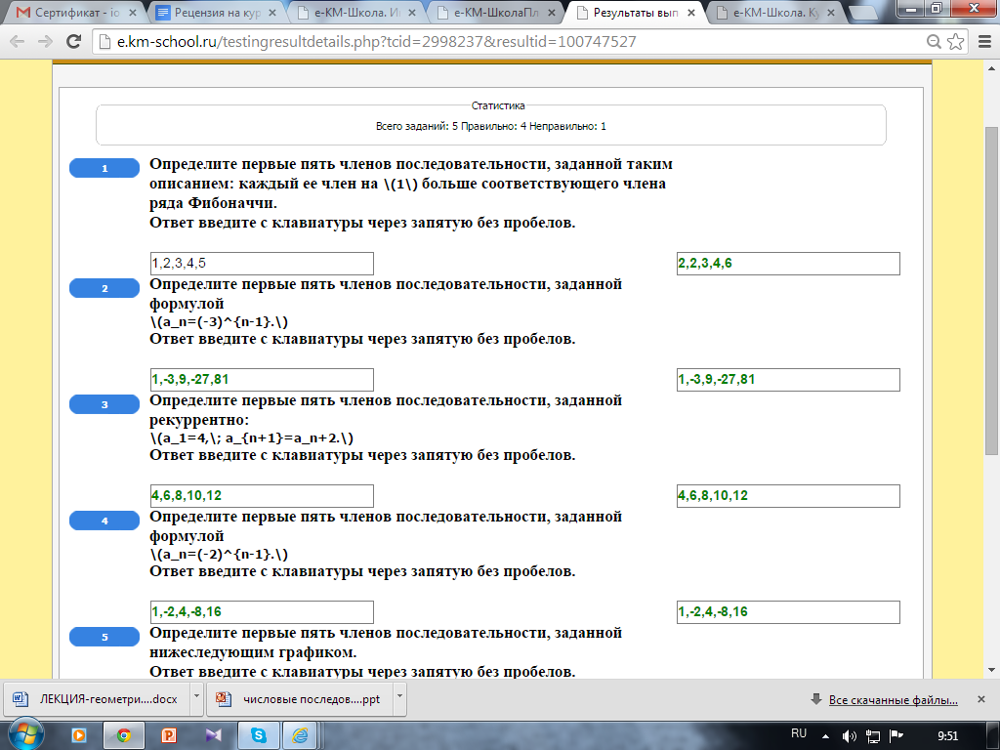 Сертификат - io
Рецензия на кур
e-КМ-Школа. Ин
e-КМ-ШколаПл
Результаты вып
e-КМ-Школа. Ку
e.km-school.ru/testingresultdetails.php?tcid=2998237&resultid=100747527
Статистика
Всего заданий: 5 Правильно: 4 Неправильно: 1
1
Определите первые пять членов последовательности, заданной таким
описанием: каждый ее член на \(1\) больше соответствующего члена
ряда Фибоначчи.
Ответ введите с клавиатуры через запятую без пробелов.
1,2,3,4,5
2,2,3,4,6
2
Определите первые пять членов последовательности, заданной
формулой
\(a_n=(-3)^{n-1}.\)
Ответ введите с клавиатуры через запятую без пробелов.
1,-3,9,-27,81
1,-3,9,-27,81
3
Определите первые пять членов последовательности, заданной
рекуррентно:
\(a_1=4,\; a_{n+1}=a_n+2.\)
Ответ введите с клавиатуры через запятую без пробелов.
4,6,8,10,12
4,6,8,10,12
4
Определите первые пять членов последовательности, заданной
формулой
\(a_n=(-2)^{n-1}.\)
Ответ введите с клавиатуры через запятую без пробелов.
1,-2,4,-8,16
1,-2,4,-8,16
5
Определите первые пять членов последовательности, заданной
нижеследующим графиком.
Ответ введите с клавиатуры через запятую без пробелов.
ЛЕКЦИЯ-геометри....docx
числовые последов....ppt
Все скачанные файлы...
RU
9:51